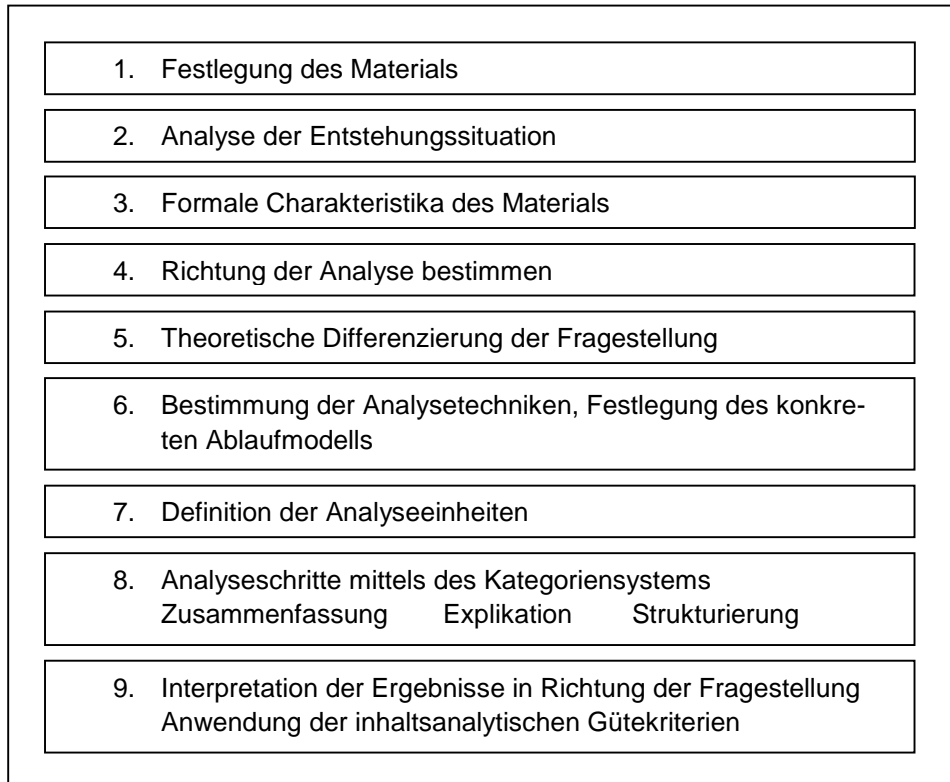 1. Festlegung des Materials
2. Analyse der Entstehungssituation
3. Formale Charakteristika des Materials
4. Richtung der Analyse bestimmen
5. Theoretische Differenzierung der Fragestellung
6. Bestimmung der Analysetechniken, Festlegung des konkre-
ten Ablaufmodells
7. Definition der Analyseeinheiten
8. Analyseschritte mittels des Kategoriensystems
Zusammenfassung Explikation Strukturierung
9. Interpretation der Ergebnisse in Richtung der Fragestellung
Anwendung der inhaltsanalytischen Gütekriterien